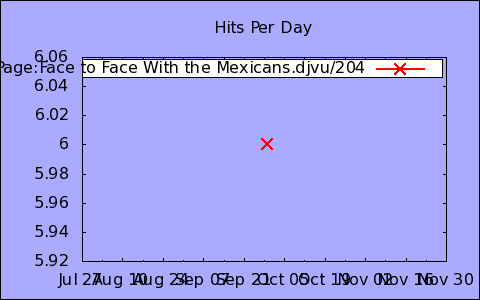 Hits Per Day
Page:Face to Face With the Mexicans.djvu/204
6.06
6.04
6.02
6
5.98
5.96
5.94
5.92
Jul 27 Aug 10 Aug 24 Sep 07 Sep 21 Oct 05 Oct 19 Nov 02 Nov 16 Nov 30